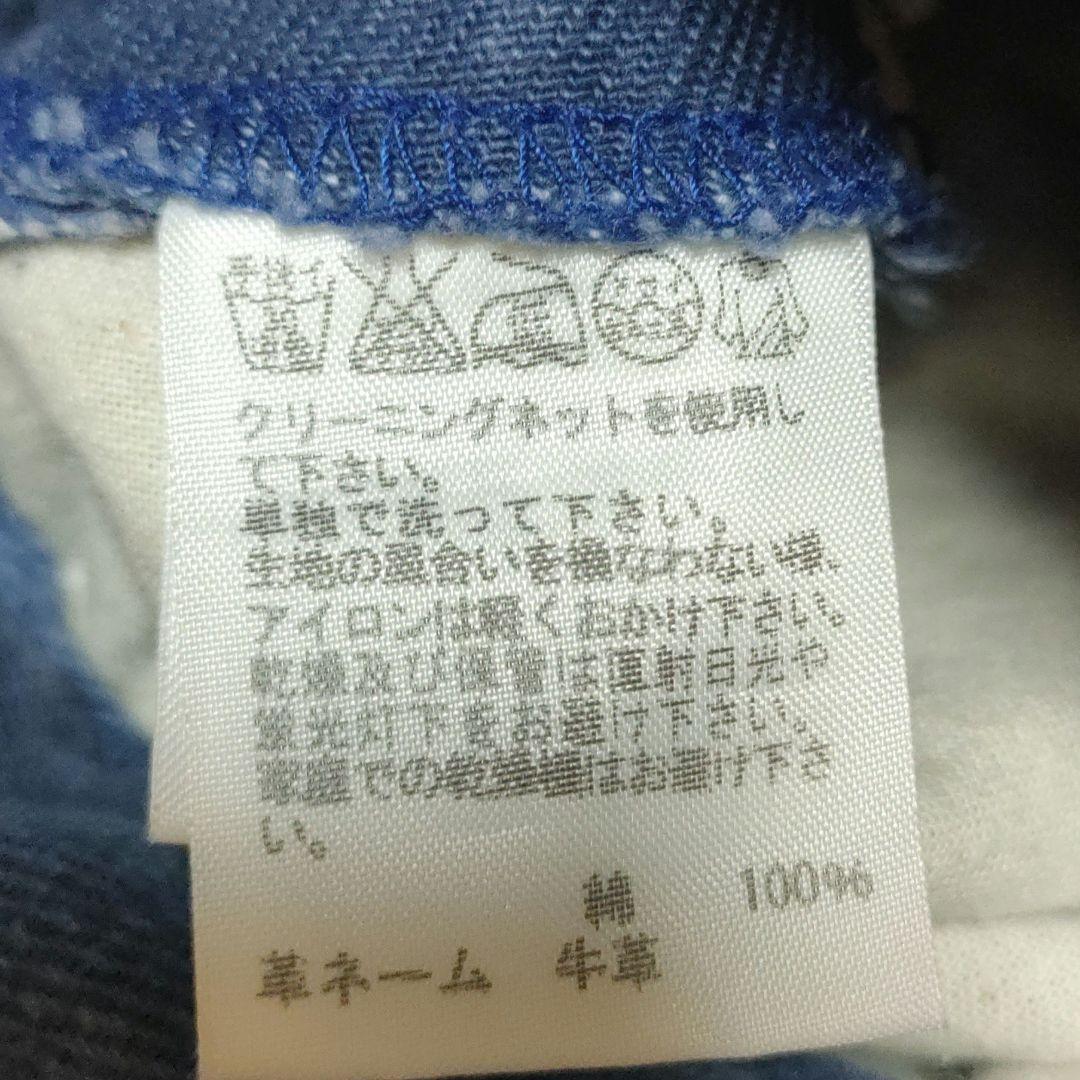 手洗イ
クリーニングネットを使用し
て下さい。
単独で洗って下さい。
生地の風合いを損なわない様、
アイロンは軽くおかけ下さい。
乾燥及び保管は直射日光や
蛍光灯下をお避け下さい。
家庭での乾燥機はお避け下さ
い。
綿 100%
革ネーム 牛革